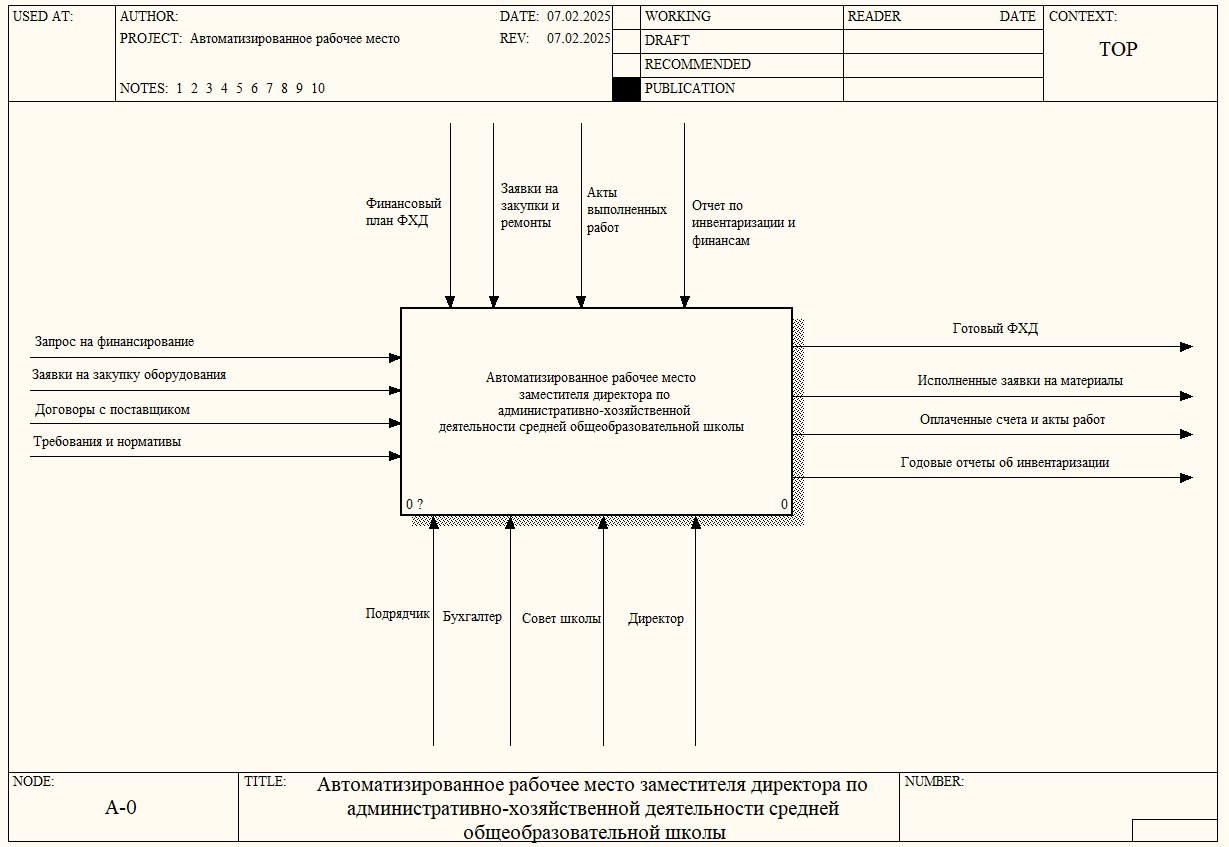 USED AT:
AUTHOR:
DATE: 07.02.2025
PROJECT: Автоматизированное рабочее место
REV: 07.02.2025
NOTES: 1 2 3 4 5 6 7 8 9 10
WORKING
DRAFT
RECOMMENDED
PUBLICATION
READER
DATE
CONTEXT:
TOP
Финансовый
план ФХД
Заявки на
закупки и
ремонты
Акты
выполненных
работ
Отчет по
инвентаризации и
финансам
Запрос на финансирование
Заявки на закупку оборудования
Договоры с поставщиком
Требования и нормативы
Автоматизированное рабочее место
заместителя директора по
административно-хозяйственной
деятельности средней общеобразовательной школы
0 ?
0
Готовый ФХД
Исполненные заявки на материалы
Оплаченные счета и акты работ
Годовые отчеты об инвентаризации
Подрядчик
Бухгалтер
Совет школы
Директор
NODE:
A-0
TITLE:
Автоматизированное рабочее место заместителя директора по
административно-хозяйственной деятельности средней
общеобразовательной школы
NUMBER: